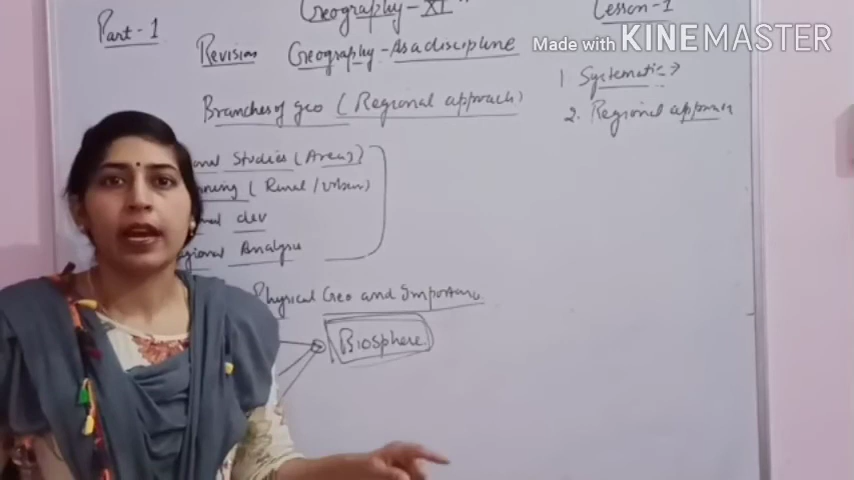 Geography - XI
Lesson - 1
Part - 1
Revision Geography - As a discipline
Made with KINEMASTER
1 Systematic →
Branches of geo (Regional approach)
2. Regional approach
Studies (Areas)
(Rural / urban)
dev
Analysis
Physical Geo and Importanc
Biosphere